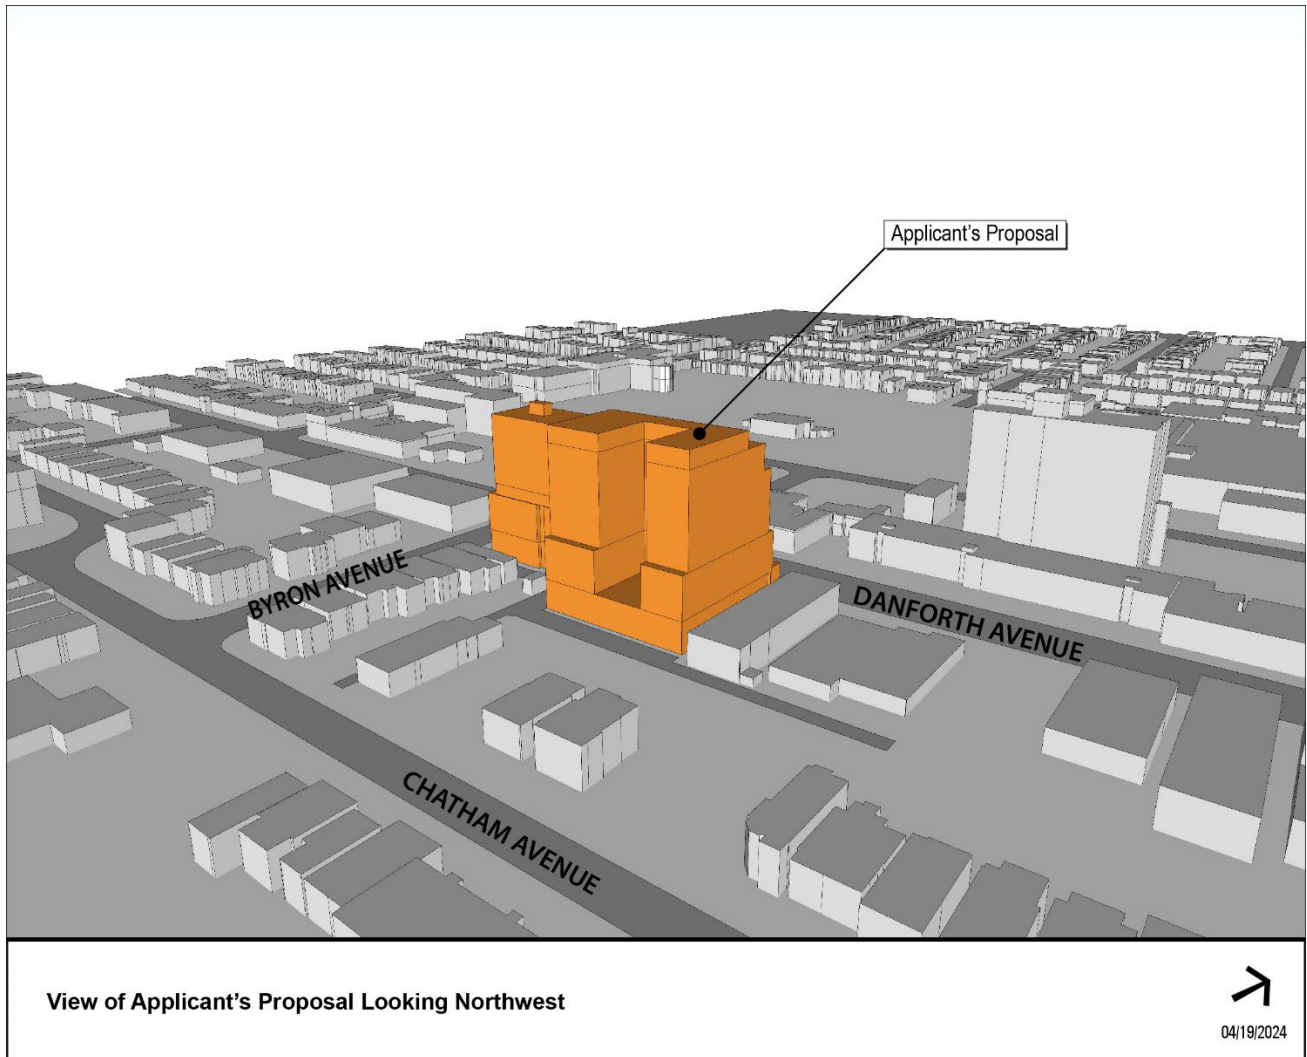 Applicant's Proposal
BYRON AVENUE
DANFORTH AVENUE
CHATHAM AVENUE
View of Applicant's Proposal Looking Northwest
04/19/2024